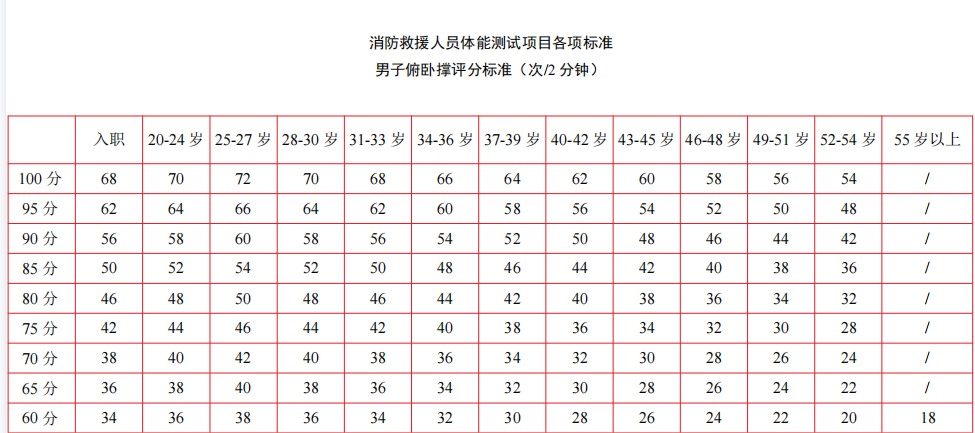 消防救援人员体能测试项目各项标准
男子俯卧撑评分标准（次/2 分钟）
入职 20-24 岁 25-27 岁 28-30 岁 31-33 岁 34-36 岁 37-39 岁 40-42 岁 43-45 岁 46-48 岁 49-51 岁 52-54 岁 55 岁以上
100 分 68 70 72 70 68 66 64 62 60 58 56 54 /
95 分 62 64 66 64 62 60 58 56 54 52 50 48 /
90 分 56 58 60 58 56 54 52 50 48 46 44 42 /
85 分 50 52 54 52 50 48 46 44 42 40 38 36 /
80 分 46 48 50 48 46 44 42 40 38 36 34 32 /
75 分 42 44 46 44 42 40 38 36 34 32 30 28 /
70 分 38 40 42 40 38 36 34 32 30 28 26 24 /
65 分 36 38 40 38 36 34 32 30 28 26 24 22 /
60 分 34 36 38 36 34 32 30 28 26 24 22 20 18